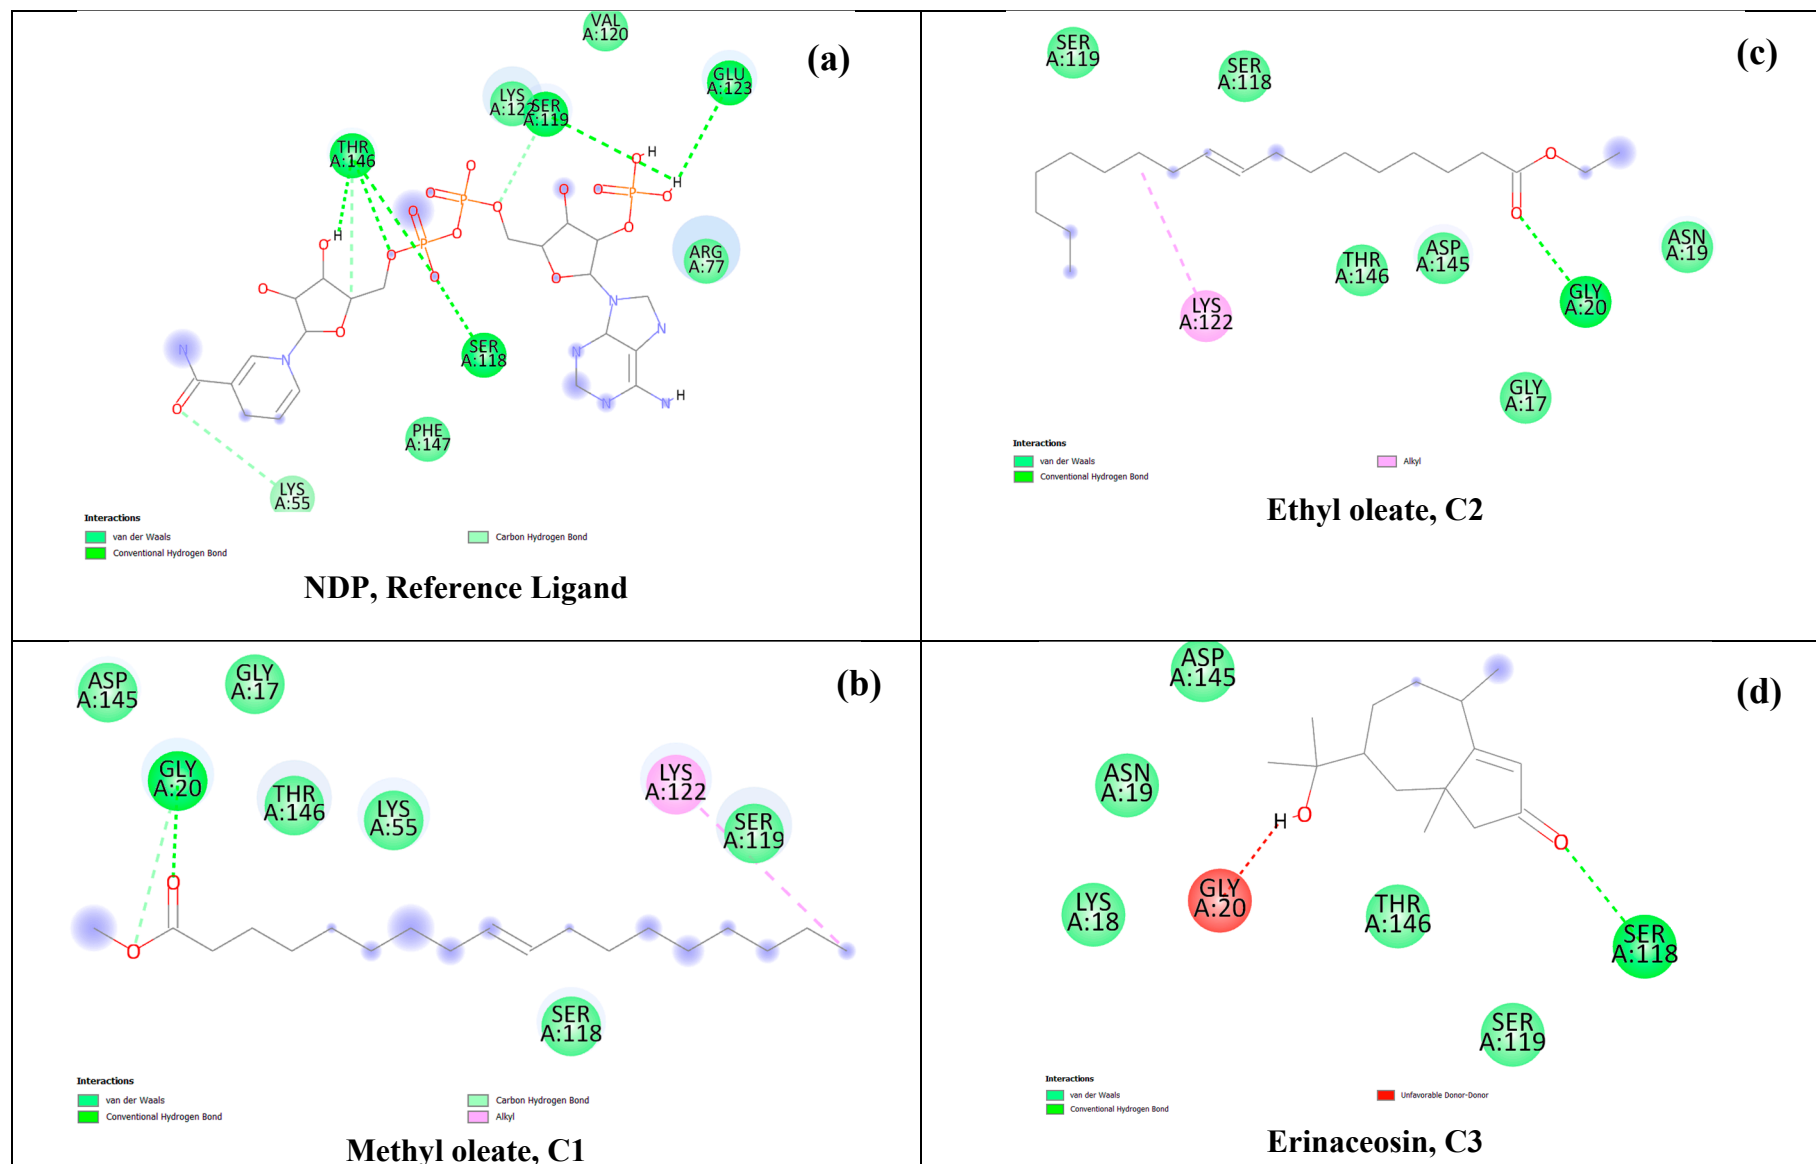 (a)
VAL
A:120
GLU
A:123
LYS
A:122
SER
A:119
THR
A:146
ARG
A:77
SER
A:118
PHE
A:147
LYS
A:55
O H
O P O H
O
O P O
O
O P O
O
O
H
O
O
O
O
N
N
N
N
N
N
N H
N
O
Interactions
van der Waals
Conventional Hydrogen Bond
Carbon Hydrogen Bond
NDP, Reference Ligand
(c)
SER
A:119
SER
A:118
O
O
ASN
A:19
ASP
A:145
THR
A:146
GLY
A:20
LYS
A:122
GLY
A:17
Interactions
van der Waals
Conventional Hydrogen Bond
Alkyl
Ethyl oleate, C2
(b)
ASP
A:145
GLY
A:17
GLY
A:20
THR
A:146
LYS
A:55
LYS
A:122
SER
A:119
O
O
SER
A:118
Interactions
van der Waals
Conventional Hydrogen Bond
Carbon Hydrogen Bond
Alkyl
Methyl oleate, C1
(d)
ASP
A:145
ASN
A:19
H O
O
LYS
A:18
GLY
A:20
THR
A:146
SER
A:118
SER
A:119
Interactions
van der Waals
Conventional Hydrogen Bond
Unfavorable Donor-Donor
Erinaceosin, C3